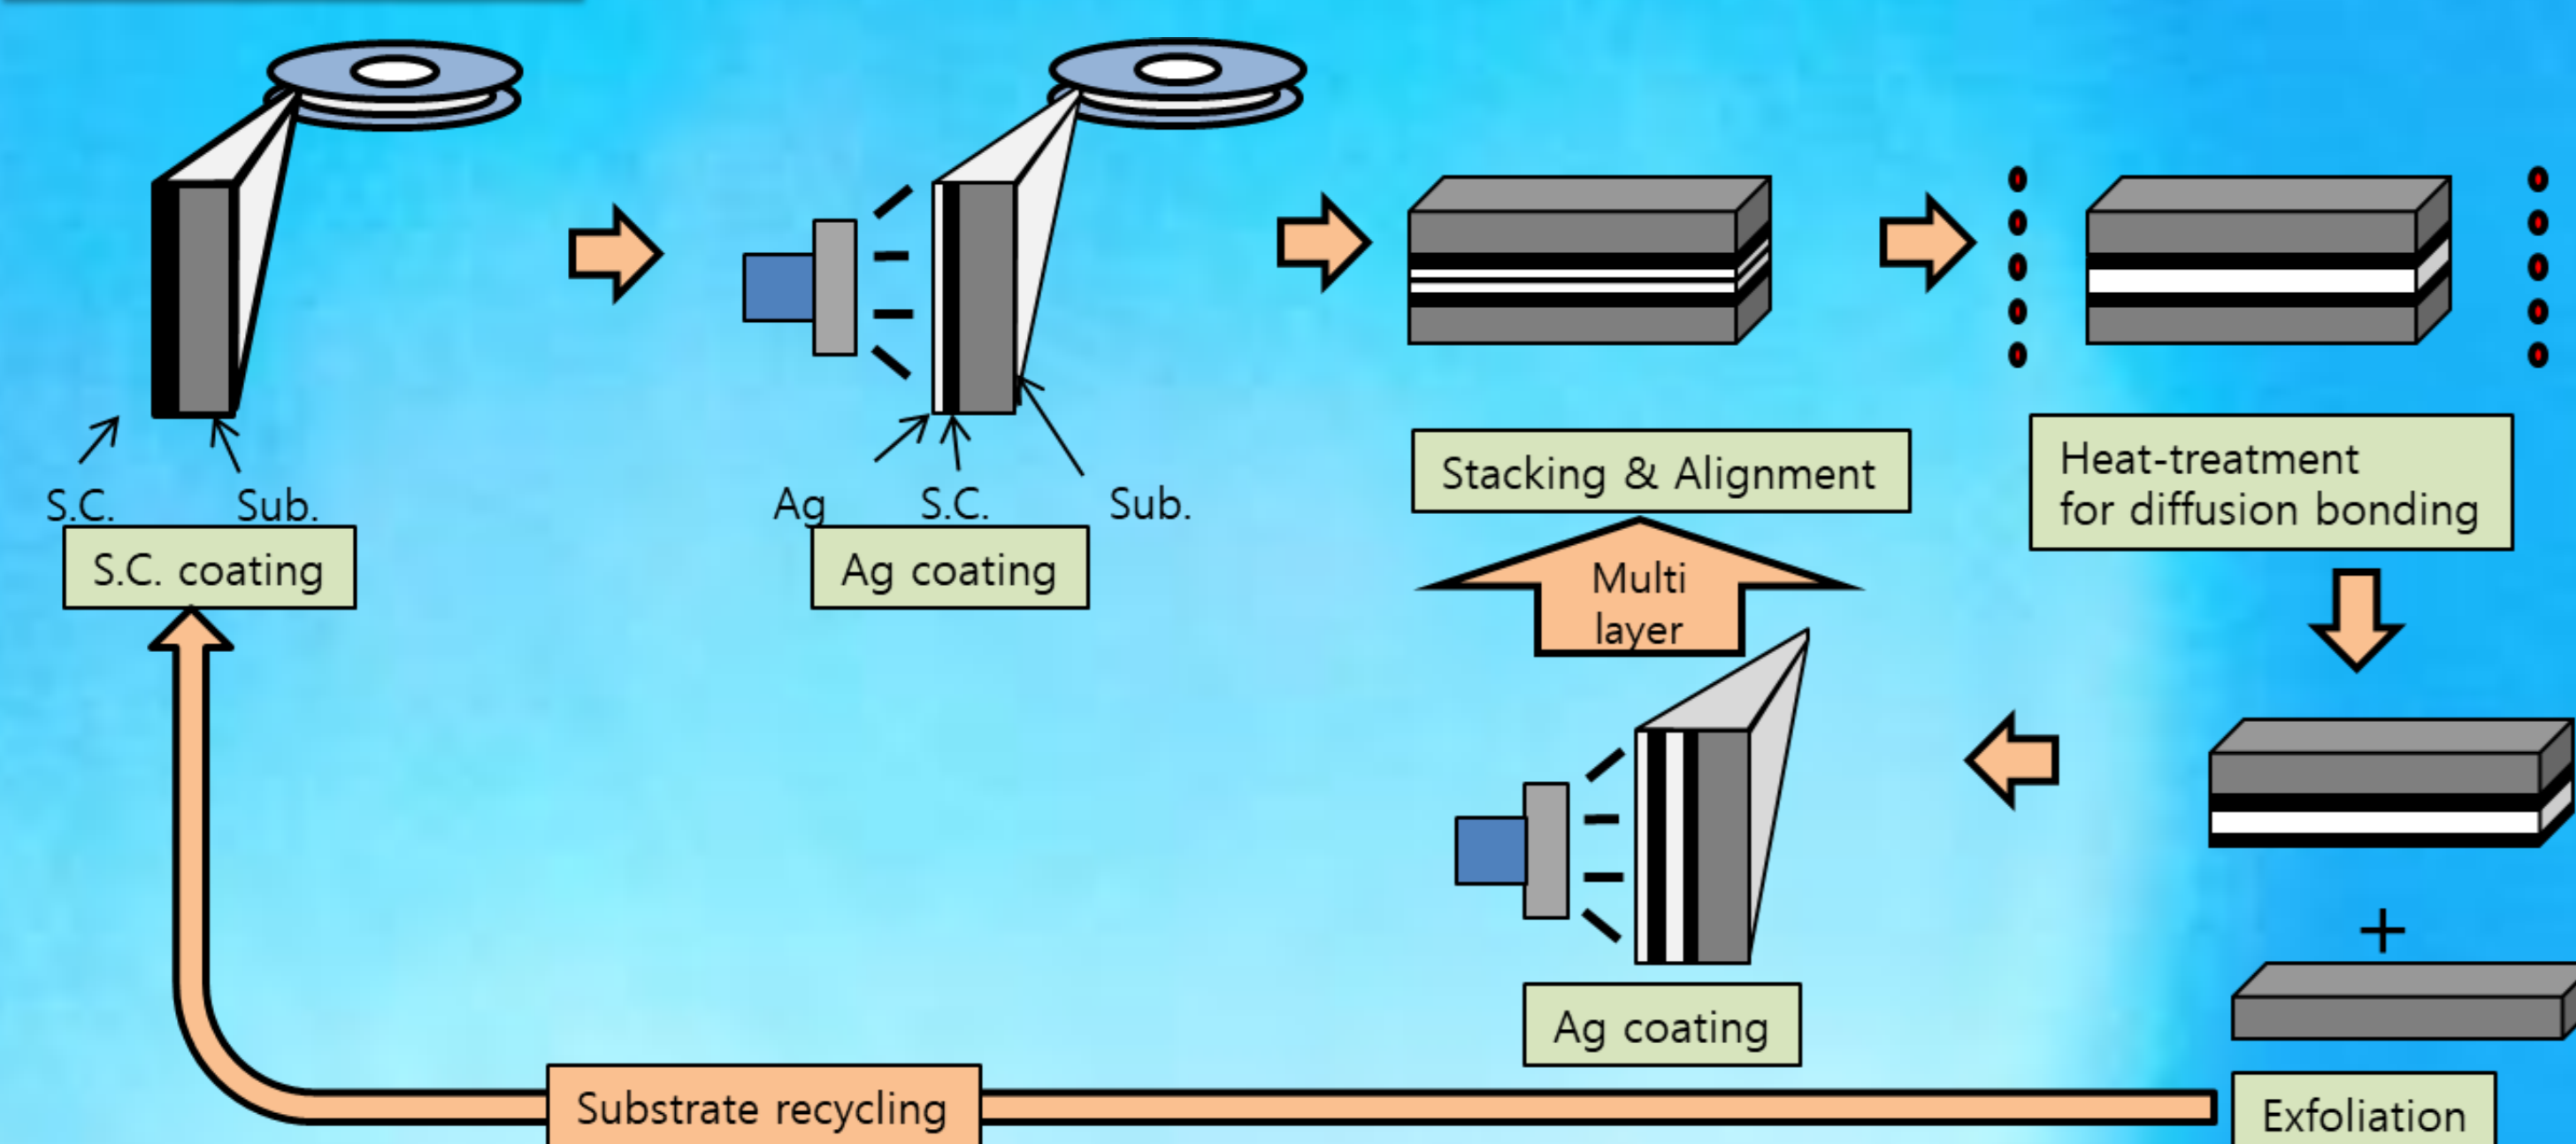 S.C.
Sub.
S.C. coating
Ag
S.C.
Sub.
Ag coating
Stacking & Alignment
Heat-treatment
for diffusion bonding
Multi
layer
Ag coating
+
Exfoliation
Substrate recycling